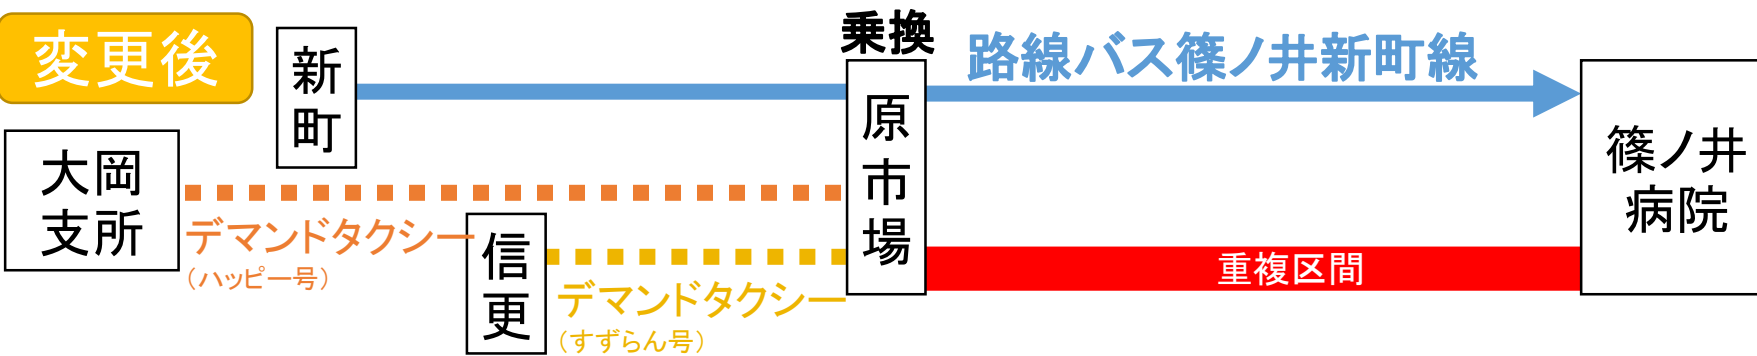 変更後
新町
乗換
路線バス篠ノ井新町線
大岡
支所
原市場
篠ノ井
病院
デマンドタクシー
（ハッピー号）
信更
デマンドタクシー
（すずらん号）
重複区間